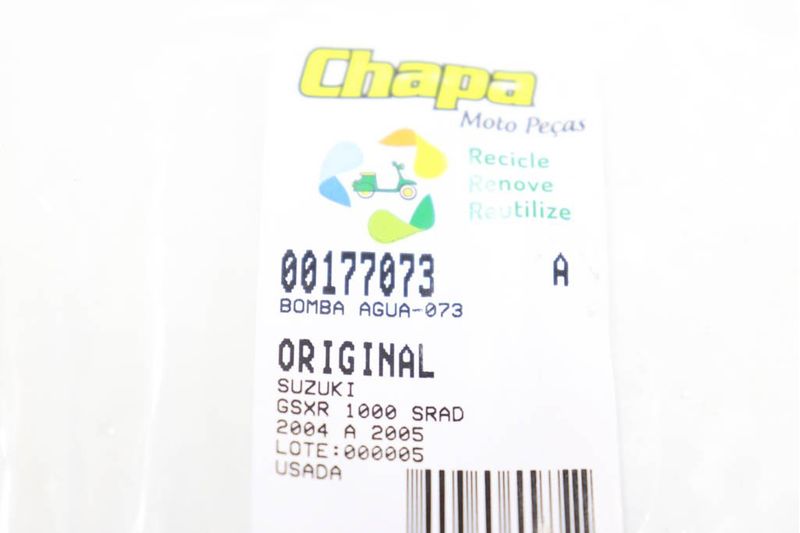 Chapa
Moto Peças
Recicle
Renove
Reutilize
00177073 A
BOMBA AGUA-073
ORIGINAL
SUZUKI
GSXR 1000 SRAD
2004 A 2005
LOTE:000005
USADA